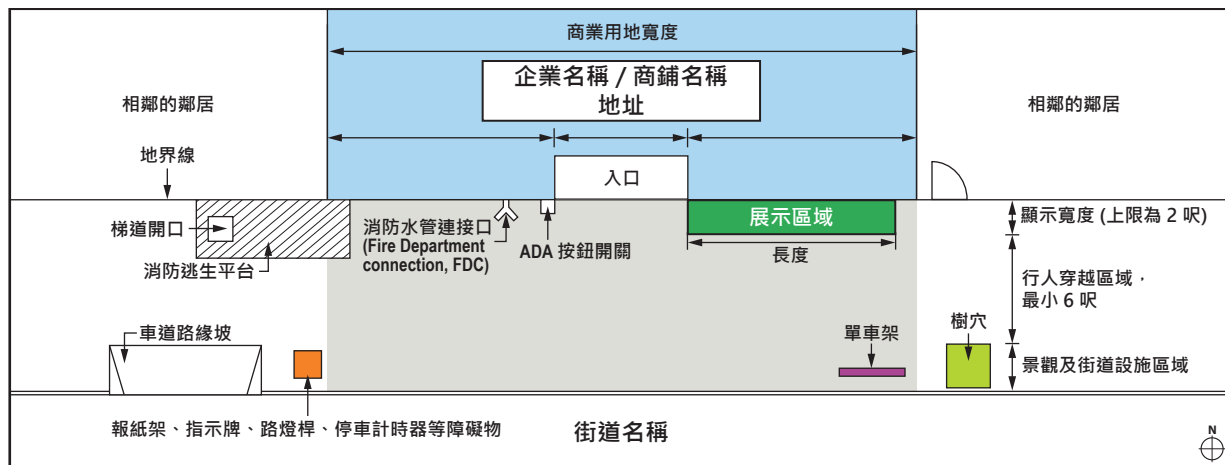 商業用地寬度
企業名稱 / 商鋪名稱
地址
相鄰的鄰居
相鄰的鄰居
地界線
入口
梯道開口
消防逃生平台
消防水管連接口
(Fire Department
connection, FDC)
ADA 按鈕開關
展示區域
長度
顯示寬度 (上限為 2 呎)
行人穿越區域，
最小 6 呎
車道路緣坡
單車架
樹穴
景觀及街道設施區域
報紙架、指示牌、路燈桿、停車計時器等障礙物
街道名稱
N